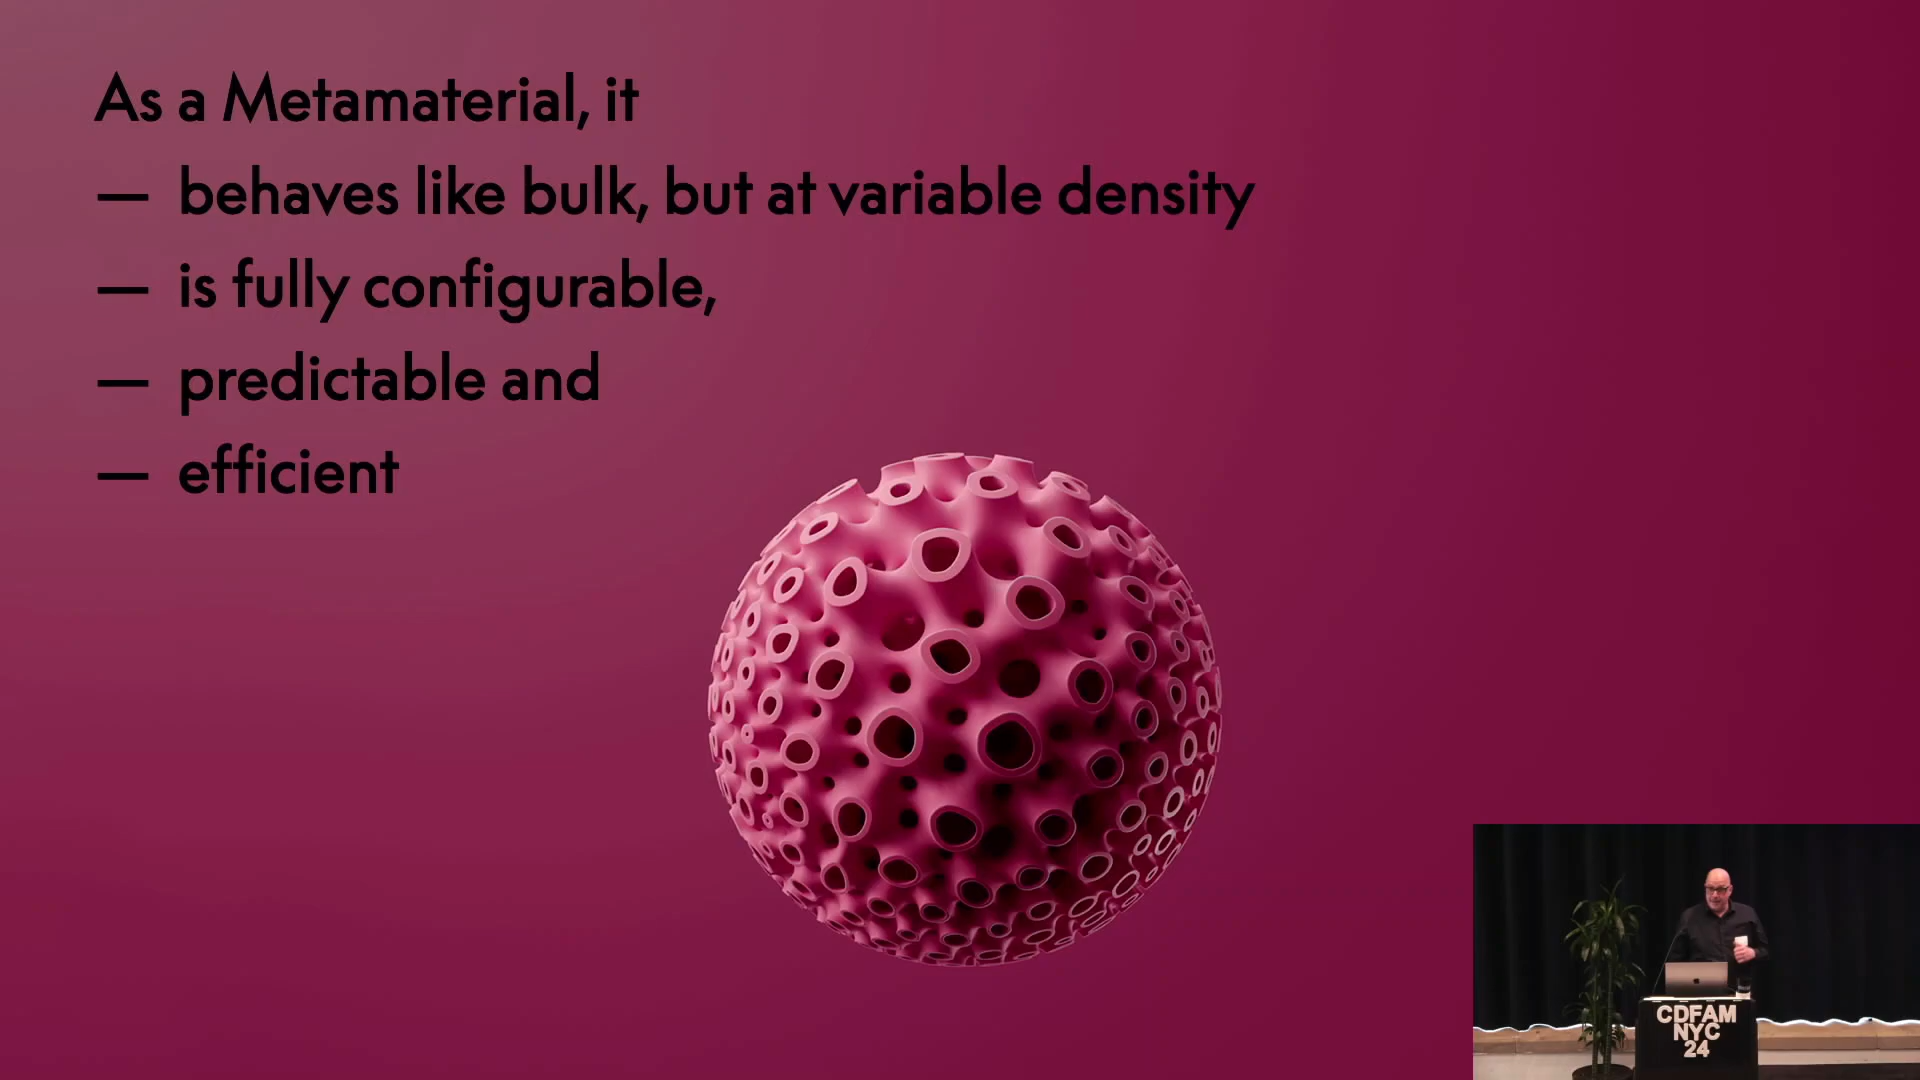 As a Metamaterial, it
— behaves like bulk, but at variable density
— is fully configurable,
— predictable and
— efficient
CDFAM
NYC
24